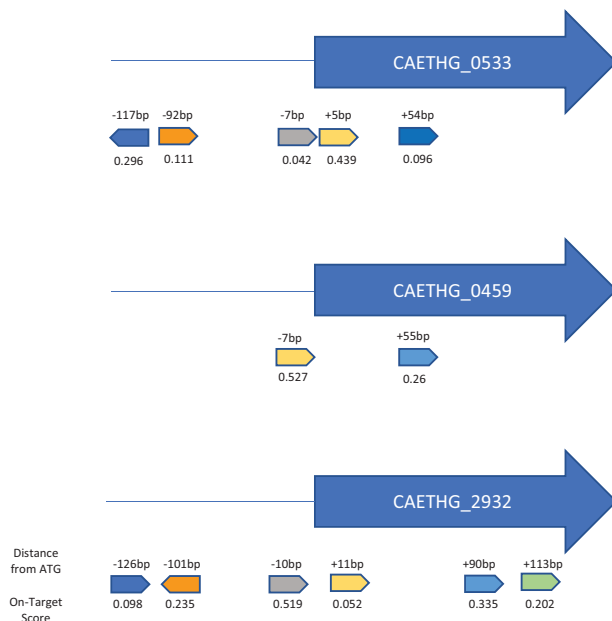 CAETHG_0533
-117bp -92bp -7bp +5bp +54bp
0.296 0.111 0.042 0.439 0.096
CAETHG_0459
-7bp +55bp
0.527 0.26
CAETHG_2932
Distance
from ATG
-126bp -101bp -10bp +11bp +90bp +113bp
On-Target
Score
0.098 0.235 0.519 0.052 0.335 0.202